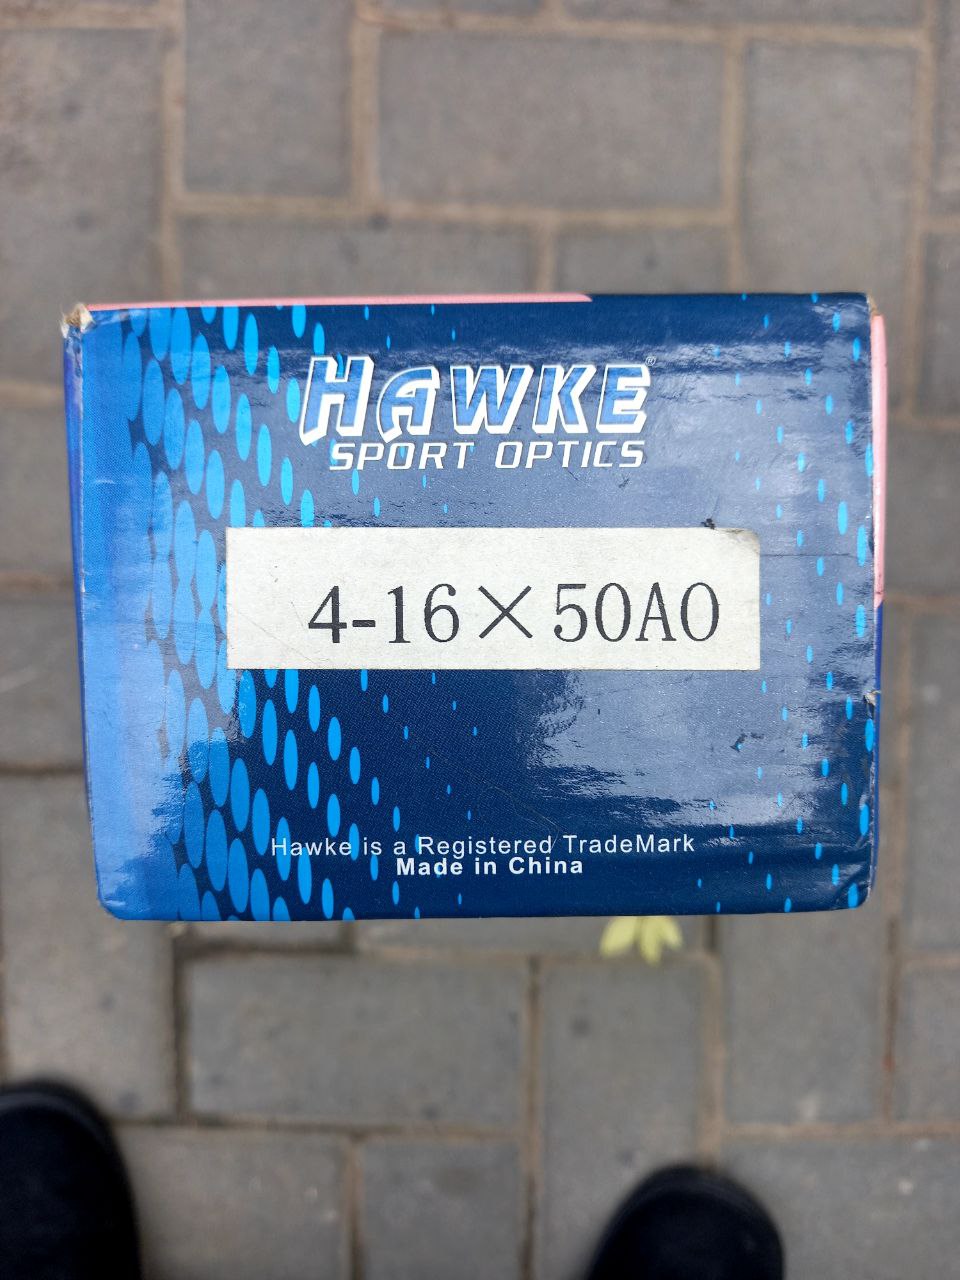 HAWKE®
SPORT OPTICS
4-16×50AO
Hawke is a Registered TradeMark
Made in China